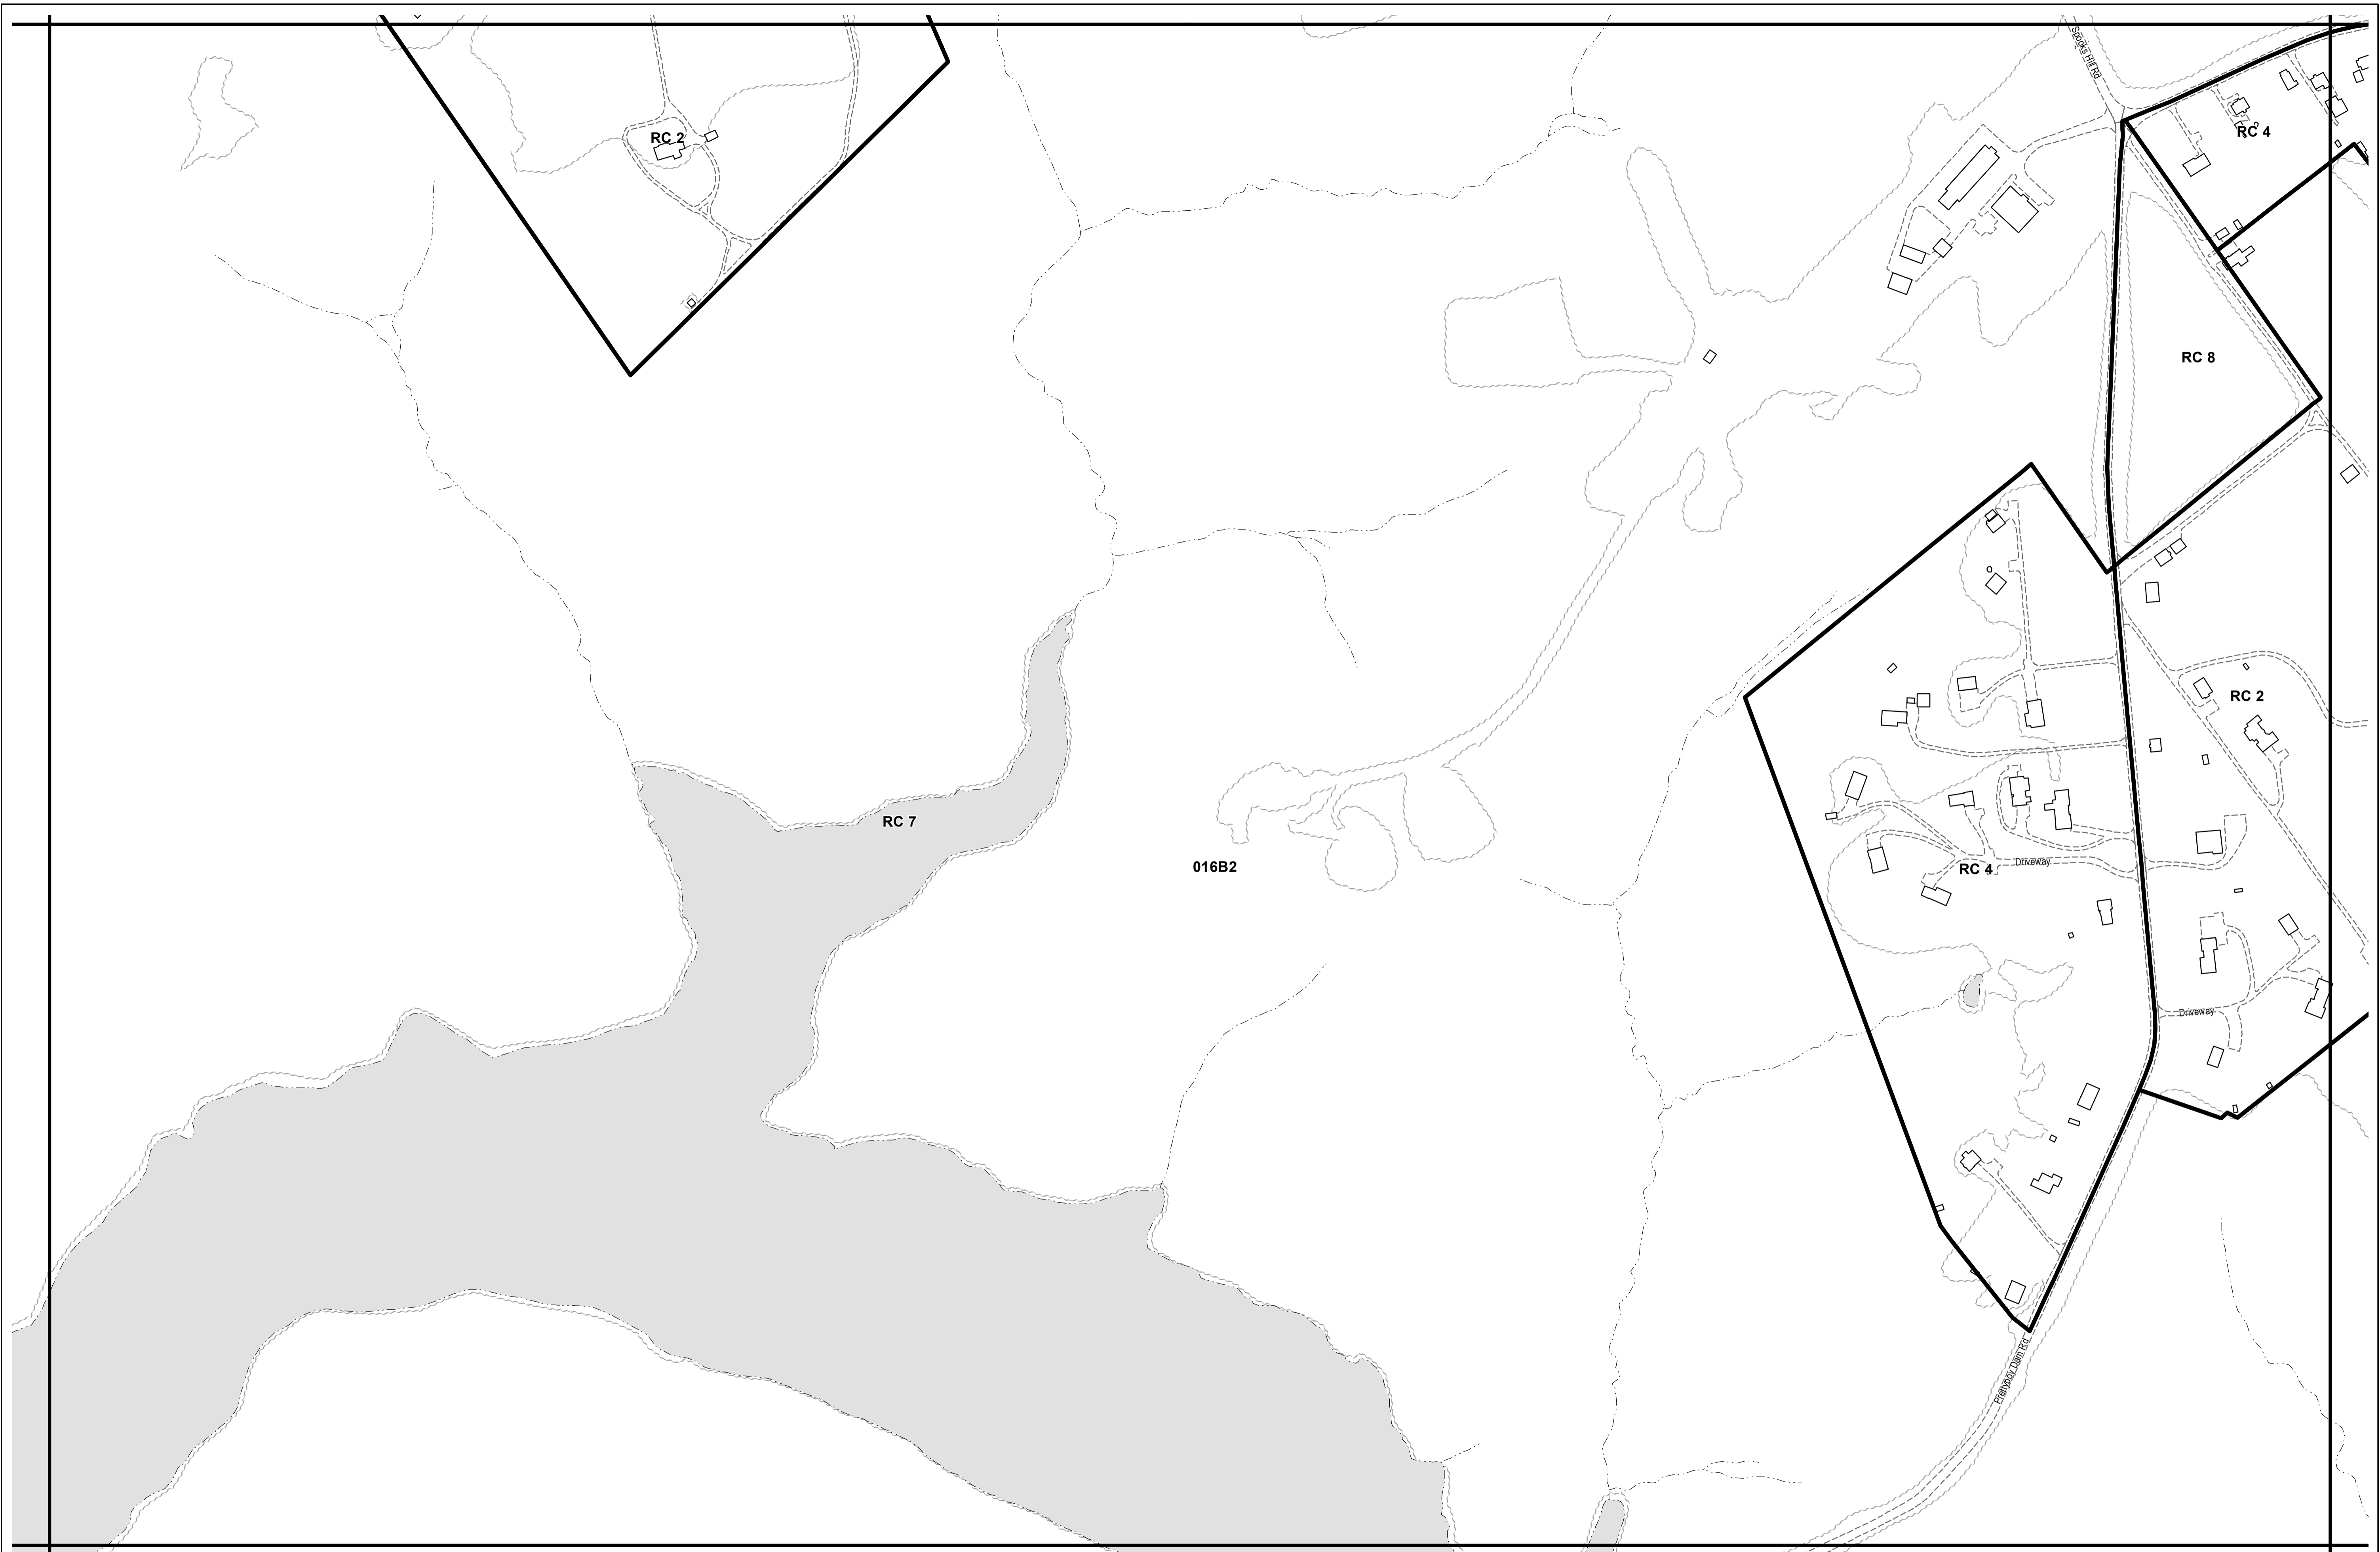 Spooks Hill Rd
RC 4
RC 2
RC 8
RC 2
RC 7
016B2
RC 4
Driveway
Driveway
Prettyboy Dam Rd